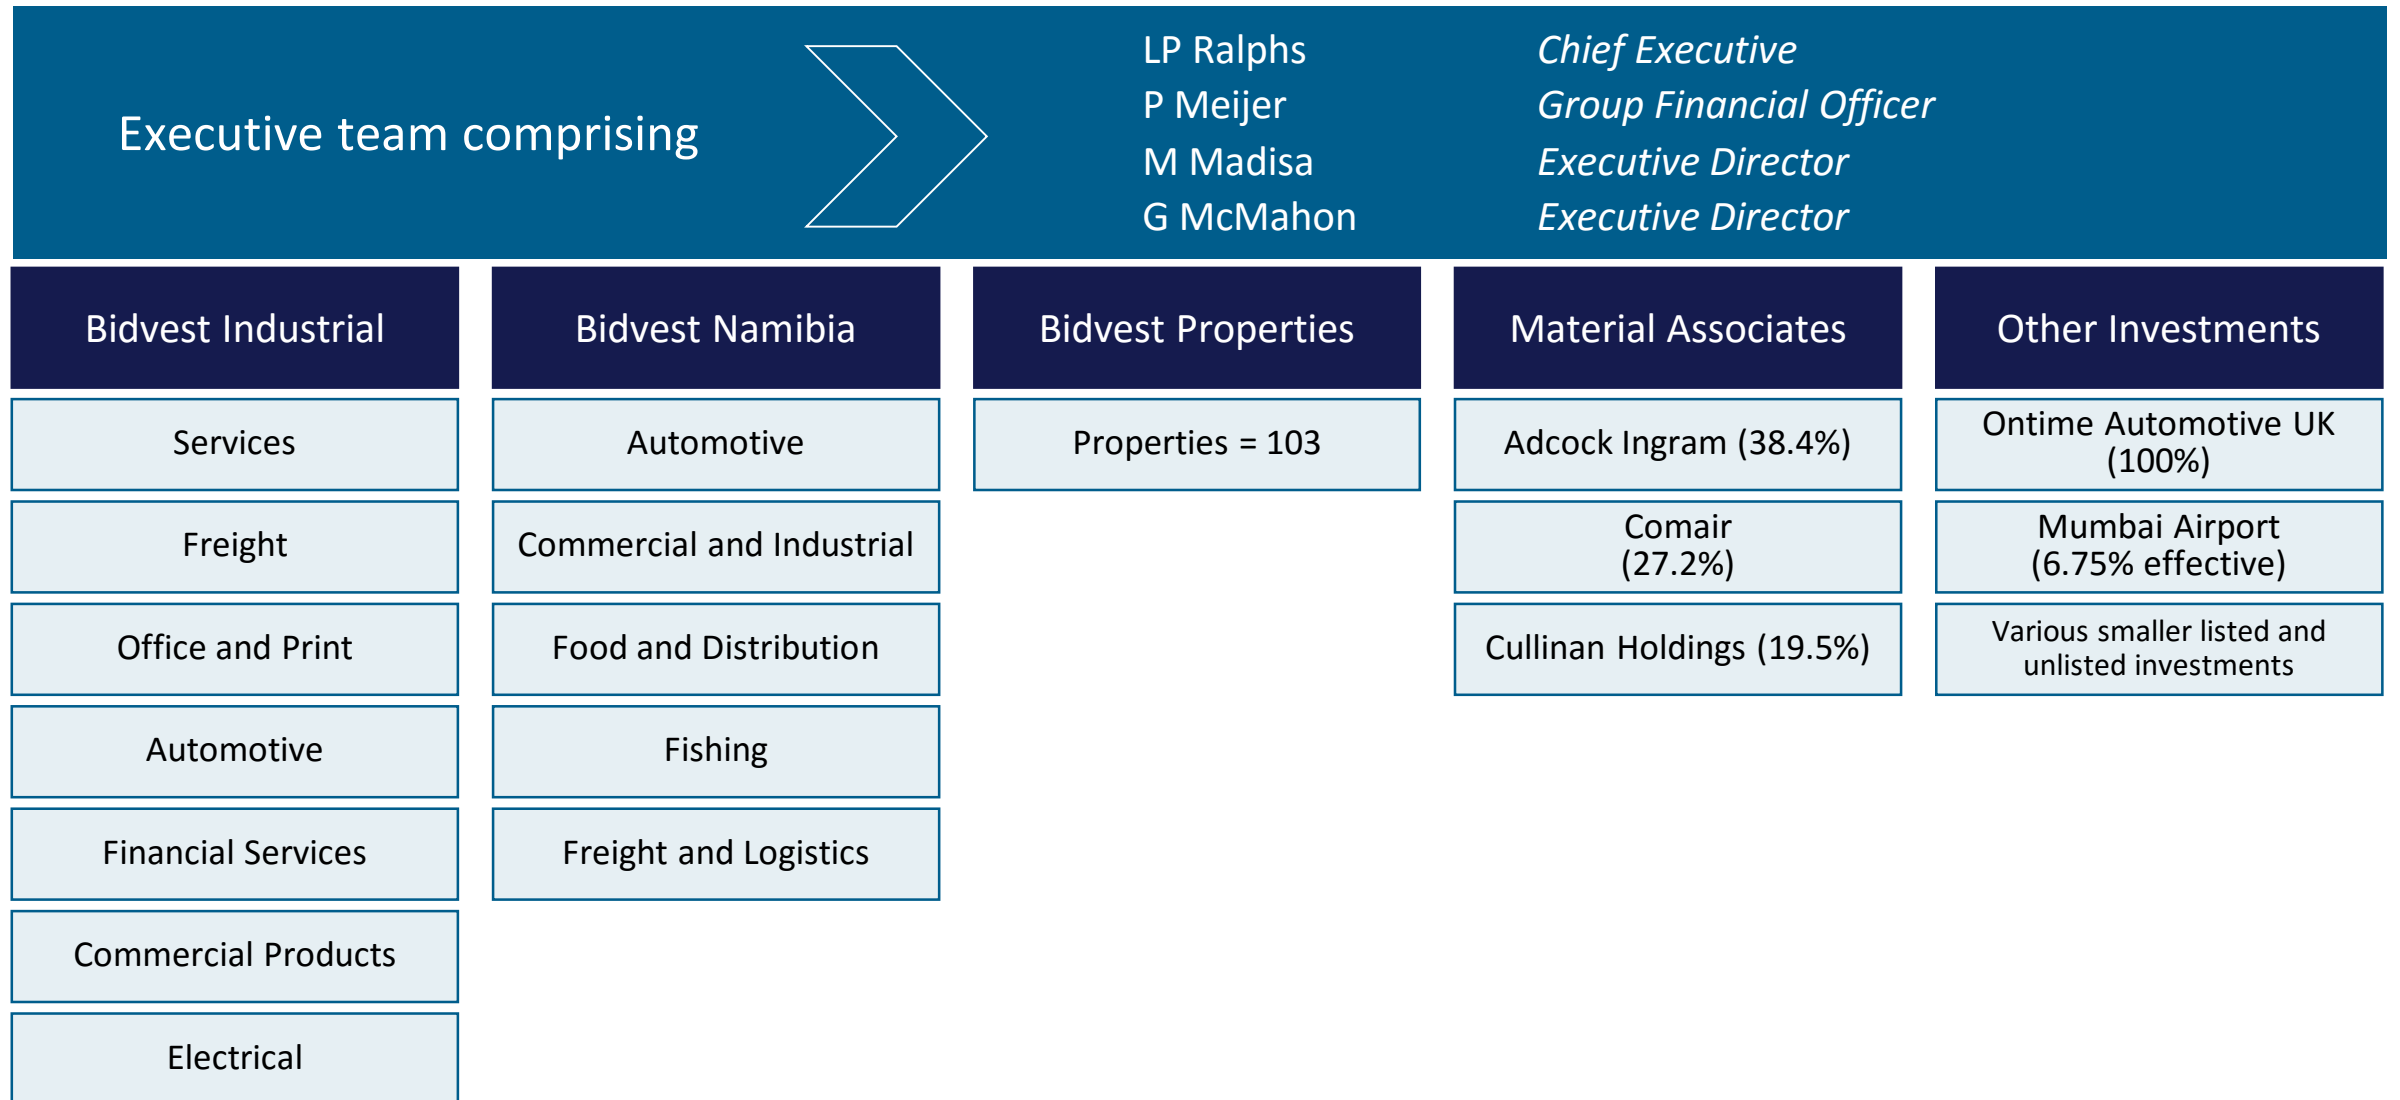 Executive team comprising
LP Ralphs Chief Executive
P Meijer Group Financial Officer
M Madisa Executive Director
G McMahon Executive Director
Bidvest Industrial
Services
Freight
Office and Print
Automotive
Financial Services
Commercial Products
Electrical
Bidvest Namibia
Automotive
Commercial and Industrial
Food and Distribution
Fishing
Freight and Logistics
Bidvest Properties
Properties = 103
Material Associates
Adcock Ingram (38.4%)
Comair
(27.2%)
Cullinan Holdings (19.5%)
Other Investments
Ontime Automotive UK
(100%)
Mumbai Airport
(6.75% effective)
Various smaller listed and
unlisted investments